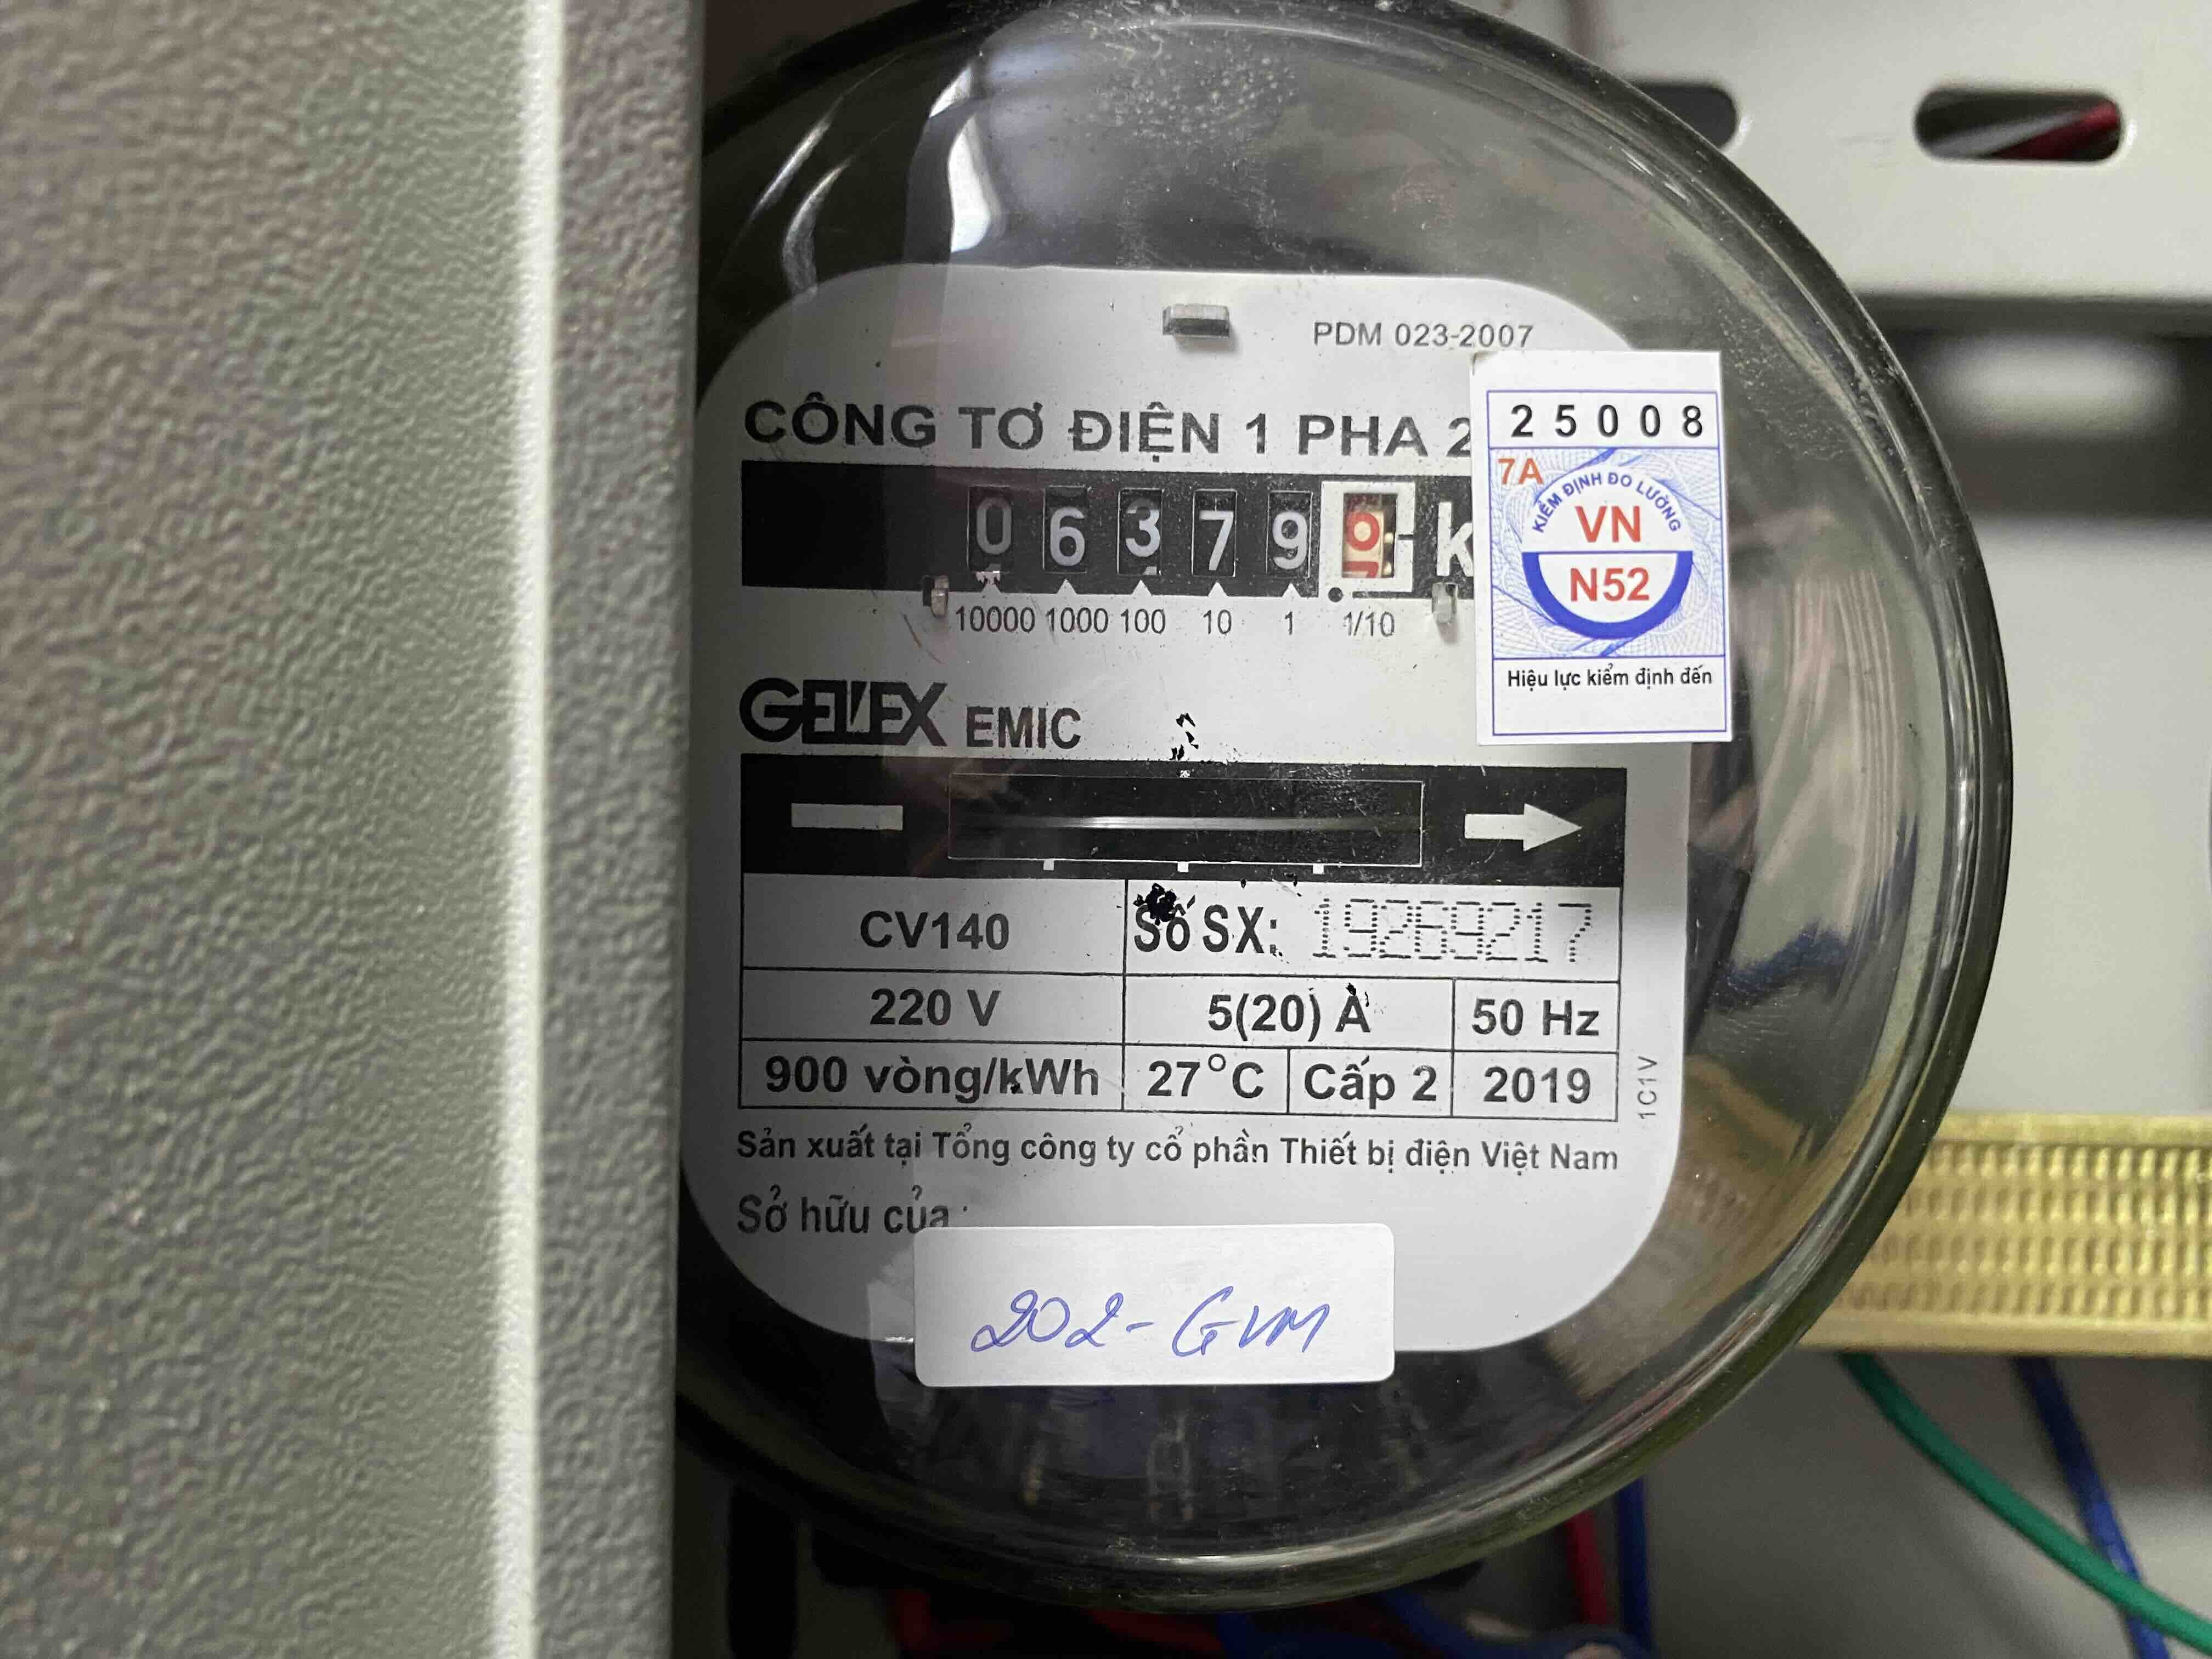 PDM 023-2007
CÔNG TƠ ĐIỆN 1 PHA 2
25008
7A
KIỂM ĐỊNH ĐO LƯỜNG
VN
N52
Hiệu lực kiểm định đến
0 6 3 7 9 k
10000 1000 100 10 1 1/10
GELEX EMIC
CV140 Số SX: 19269217
220 V 5(20) A 50 Hz
900 vòng/kWh 27°C Cấp 2 2019
1C1V
Sản xuất tại Tổng công ty cổ phần Thiết bị điện Việt Nam
Sở hữu của
202-GVM